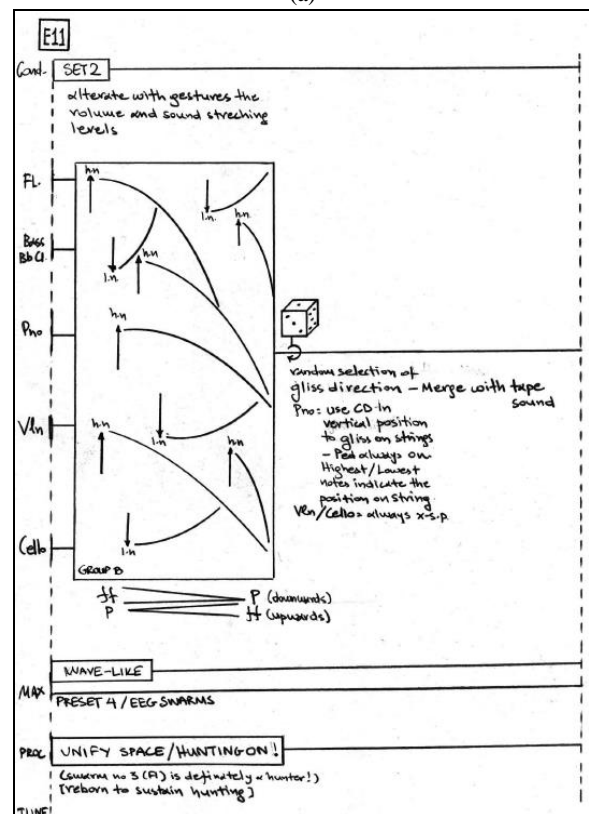 (a)
E11
Cond. SET2
alterate with gestures the
volume and sound streching
levels
FL.
h.n
l.n.
h.n
Bass
Bb Cl.
l.n.
h.n
Pno
h.n
random selection of
gliss direction - Merge with tape
sound
Pno: use CD-In
vertical position
to gliss on strings
- Ped always on
Highest/Lowest
notes indicate the
position on string
Vln/Cello: always x-s.p.
Vln
h.n
l.n.
h.n
Cello
l.n
GROUP B
ff P (downwards)
P ff (upwards)
WAVE-LIKE
MAX
PRESET 4 / EEG SWARMS
PROC UNIFY SPACE/HUNTING ON!
(swarm no 3 (A) is definitely a hunter!)
[reborn to sustain hunting]
TUNE!